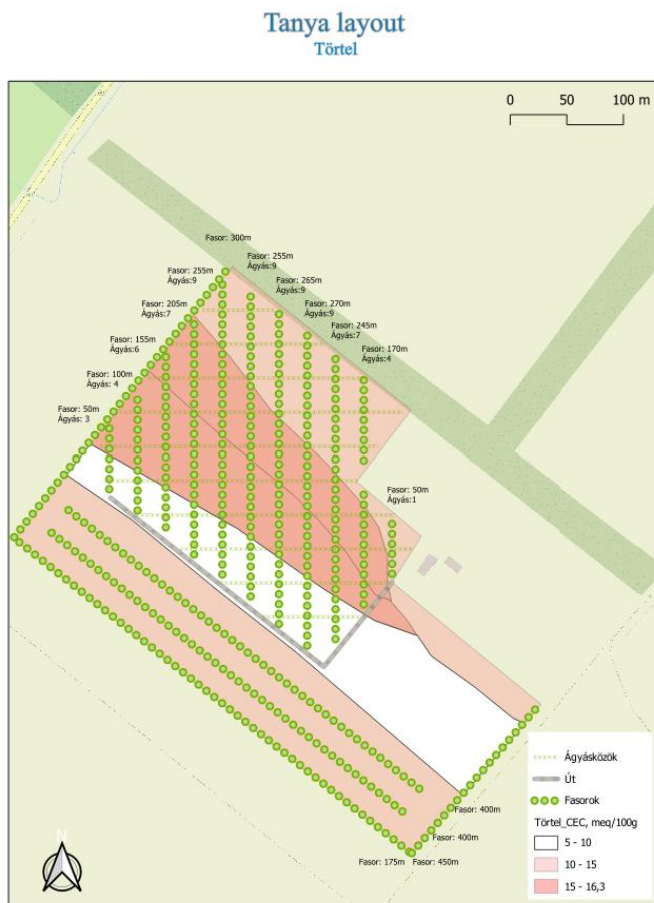 Tanya layout
Törtel
0 50 100 m
Fasor: 300m
Fasor: 255m
Ágyás:9
Fasor: 255m
Ágyás:9
Fasor: 265m
Ágyás:9
Fasor: 205m
Ágyás:7
Fasor: 270m
Ágyás:9
Fasor: 155m
Ágyás:6
Fasor: 245m
Ágyás:7
Fasor: 170m
Ágyás:4
Fasor: 100m
Ágyás: 4
Fasor: 50m
Ágyás: 3
Fasor: 50m
Ágyás:1
Ágyásközök
Út
Fasorok
Törtel_CEC, meq/100g
5 - 10
10 - 15
15 - 16,3
Fasor: 400m
Fasor: 400m
Fasor: 175m
Fasor: 450m
N